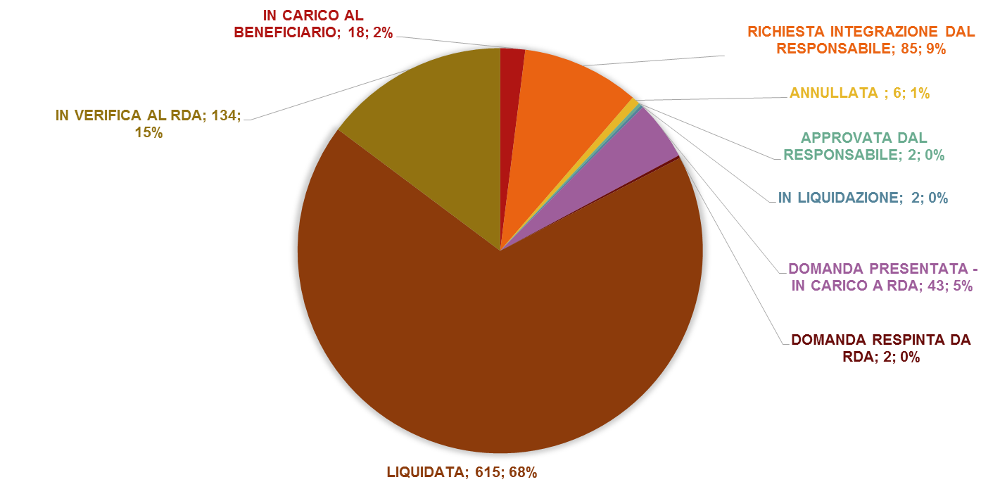 IN CARICO AL
BENEFICIARIO; 18; 2%
RICHIESTA INTEGRAZIONE DAL
RESPONSABILE; 85; 9%
ANNULLATA ; 6; 1%
APPROVATA DAL
RESPONSABILE; 2; 0%
IN LIQUIDAZIONE; 2; 0%
DOMANDA PRESENTATA -
IN CARICO A RDA; 43; 5%
DOMANDA RESPINTA DA
RDA; 2; 0%
LIQUIDATA; 615; 68%
IN VERIFICA AL RDA; 134;
15%